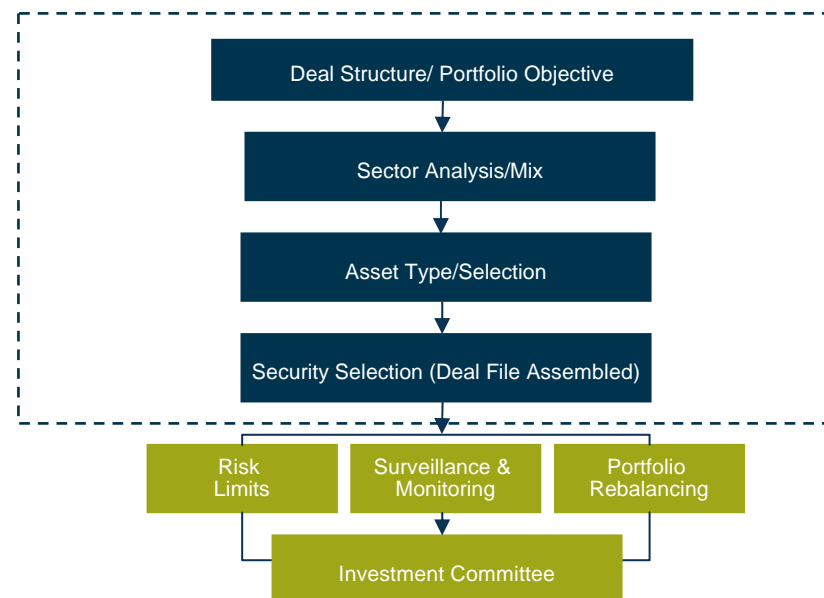 Deal Structure/ Portfolio Objective
Sector Analysis/Mix
Asset Type/Selection
Security Selection (Deal File Assembled)
Risk
Limits
Surveillance &
Monitoring
Portfolio
Rebalancing
Investment Committee